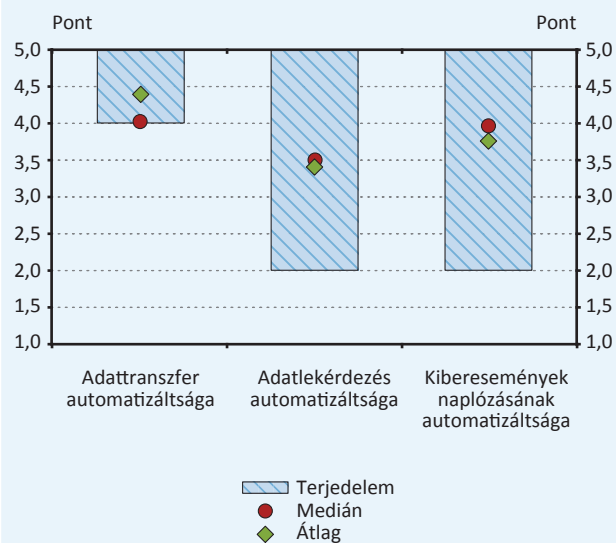 Pont Pont
5,0 5,0
4,5 4,5
4,0 4,0
3,5 3,5
3,0 3,0
2,5 2,5
2,0 2,0
1,5 1,5
1,0 1,0
Adattranszfer automatizáltsága
Adatlekérdezés automatizáltsága
Kiberesemények naplózásának automatizáltsága
Terjedelem
Medián
Átlag